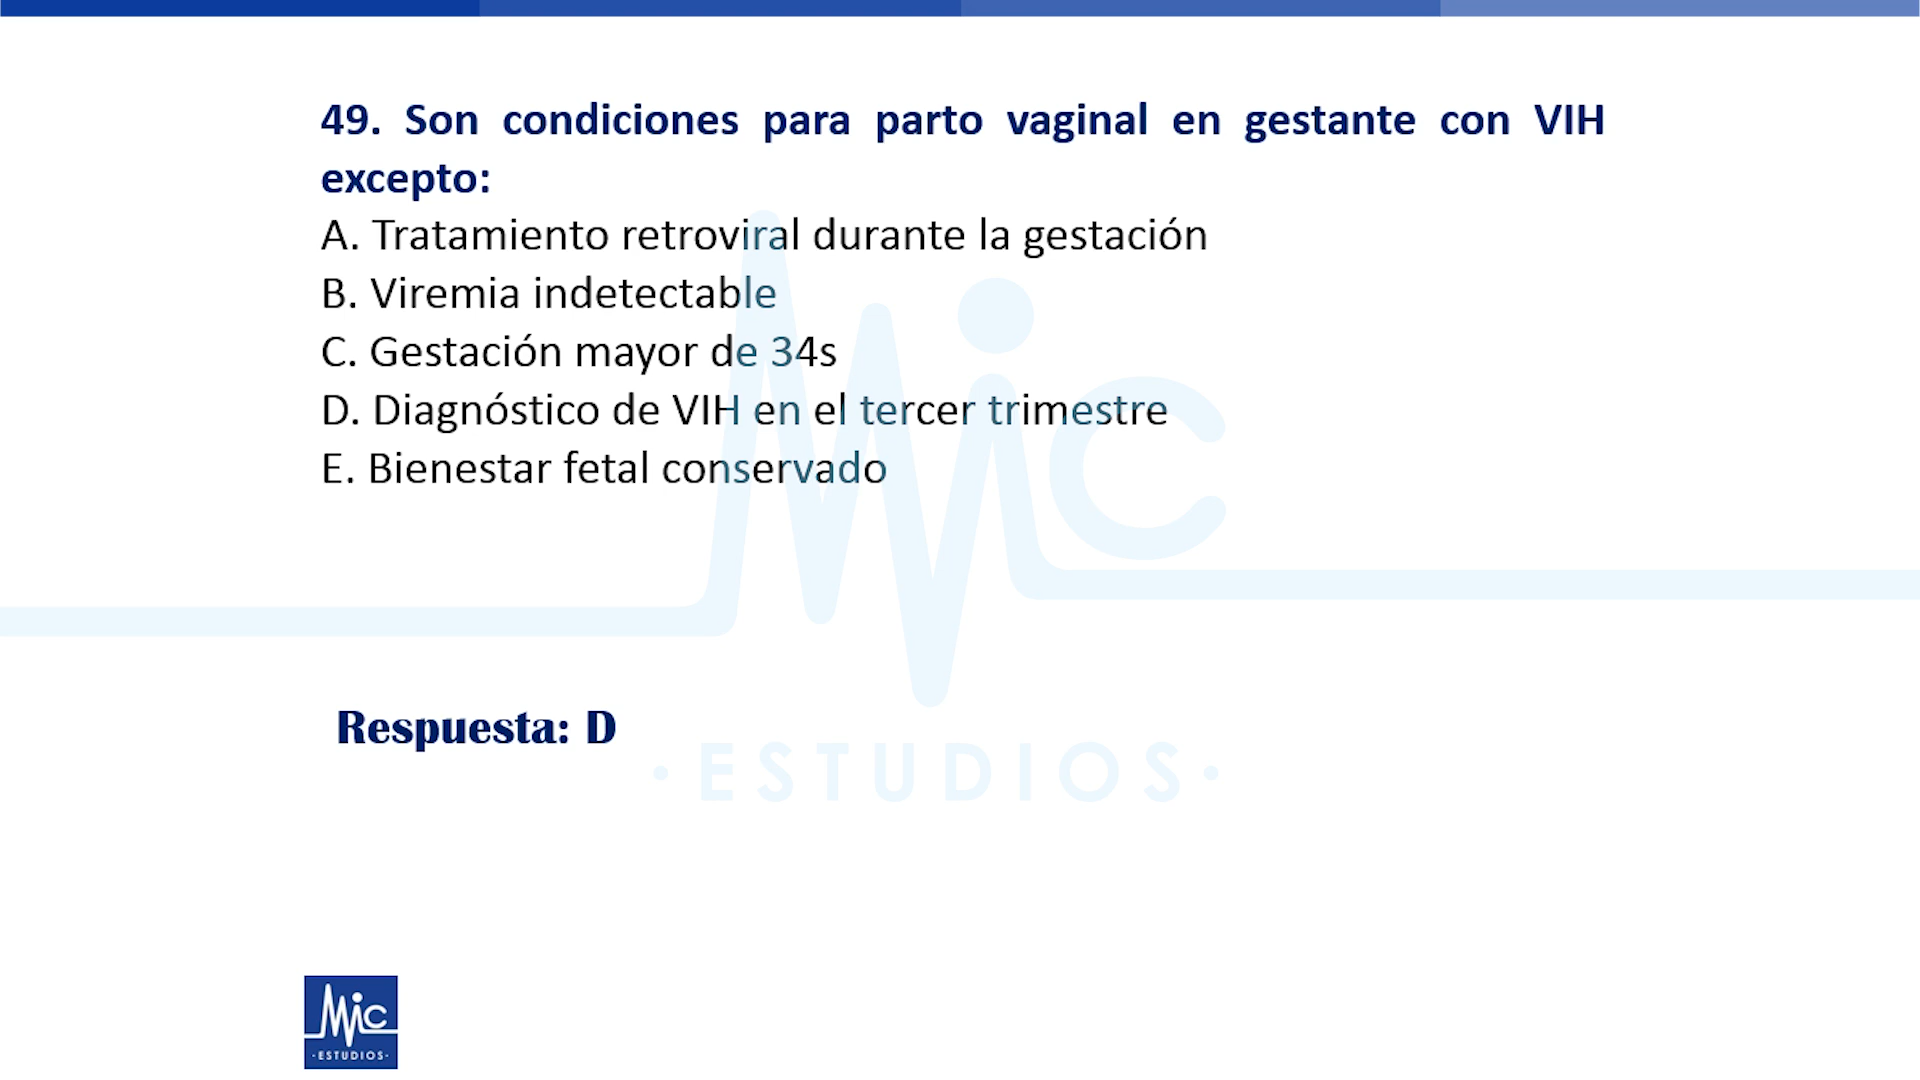 49. Son condiciones para parto vaginal en gestante con VIH
excepto:
A. Tratamiento retroviral durante la gestación
B. Viremia indetectable
C. Gestación mayor de 34s
D. Diagnóstico de VIH en el tercer trimestre
E. Bienestar fetal conservado
Mic
Respuesta: D
·ESTUDIOS·
Mic
·ESTUDIOS·